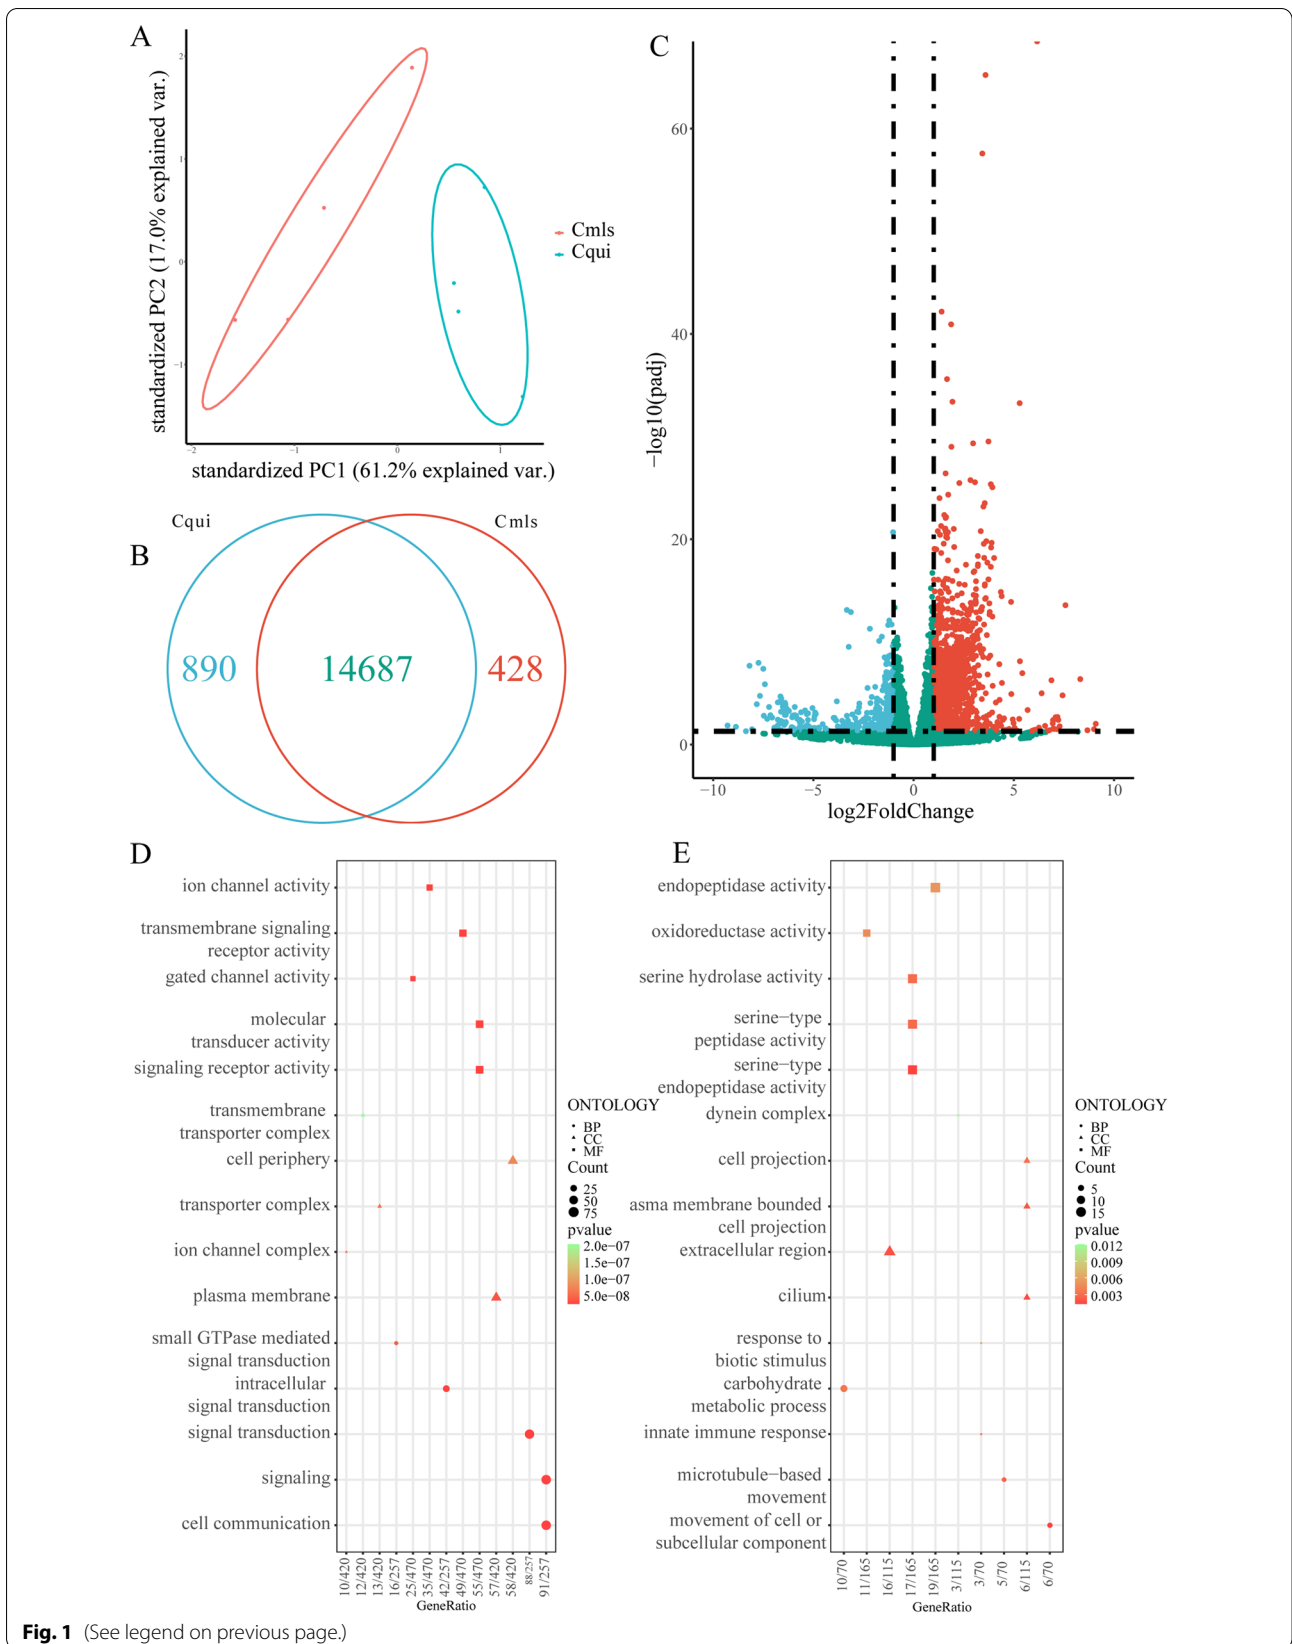 A
standardized PC2 (17.0% explained var.)
2
1
0
−1
−2
−1
0
1
standardized PC1 (61.2% explained var.)
Cmls
Cqui
B
Cqui
Cmls
890
14687
428
C
−log10(padj)
60
40
20
0
−10
−5
0
5
10
log2FoldChange
D
ion channel activity
transmembrane signaling
receptor activity
gated channel activity
molecular
transducer activity
signaling receptor activity
transmembrane
transporter complex
cell periphery
transporter complex
ion channel complex
plasma membrane
small GTPase mediated
signal transduction
intracellular
signal transduction
signal transduction
signaling
cell communication
10/420
12/420
13/420
16/257
25/470
35/470
42/257
49/470
55/470
57/420
58/420
88/257
91/257
GeneRatio
ONTOLOGY
BP
CC
MF
Count
25
50
75
pvalue
2.0e−07
1.5e−07
1.0e−07
5.0e−08
E
endopeptidase activity
oxidoreductase activity
serine hydrolase activity
serine−type
peptidase activity
serine−type
endopeptidase activity
dynein complex
cell projection
asma membrane bounded
cell projection
extracellular region
cilium
response to
biotic stimulus
carbohydrate
metabolic process
innate immune response
microtubule−based
movement
movement of cell or
subcellular component
10/70
11/165
16/115
17/165
19/165
3/115
3/70
5/70
6/115
6/70
GeneRatio
ONTOLOGY
BP
CC
MF
Count
5
10
15
pvalue
0.012
0.009
0.006
0.003
Fig. 1 (See legend on previous page.)